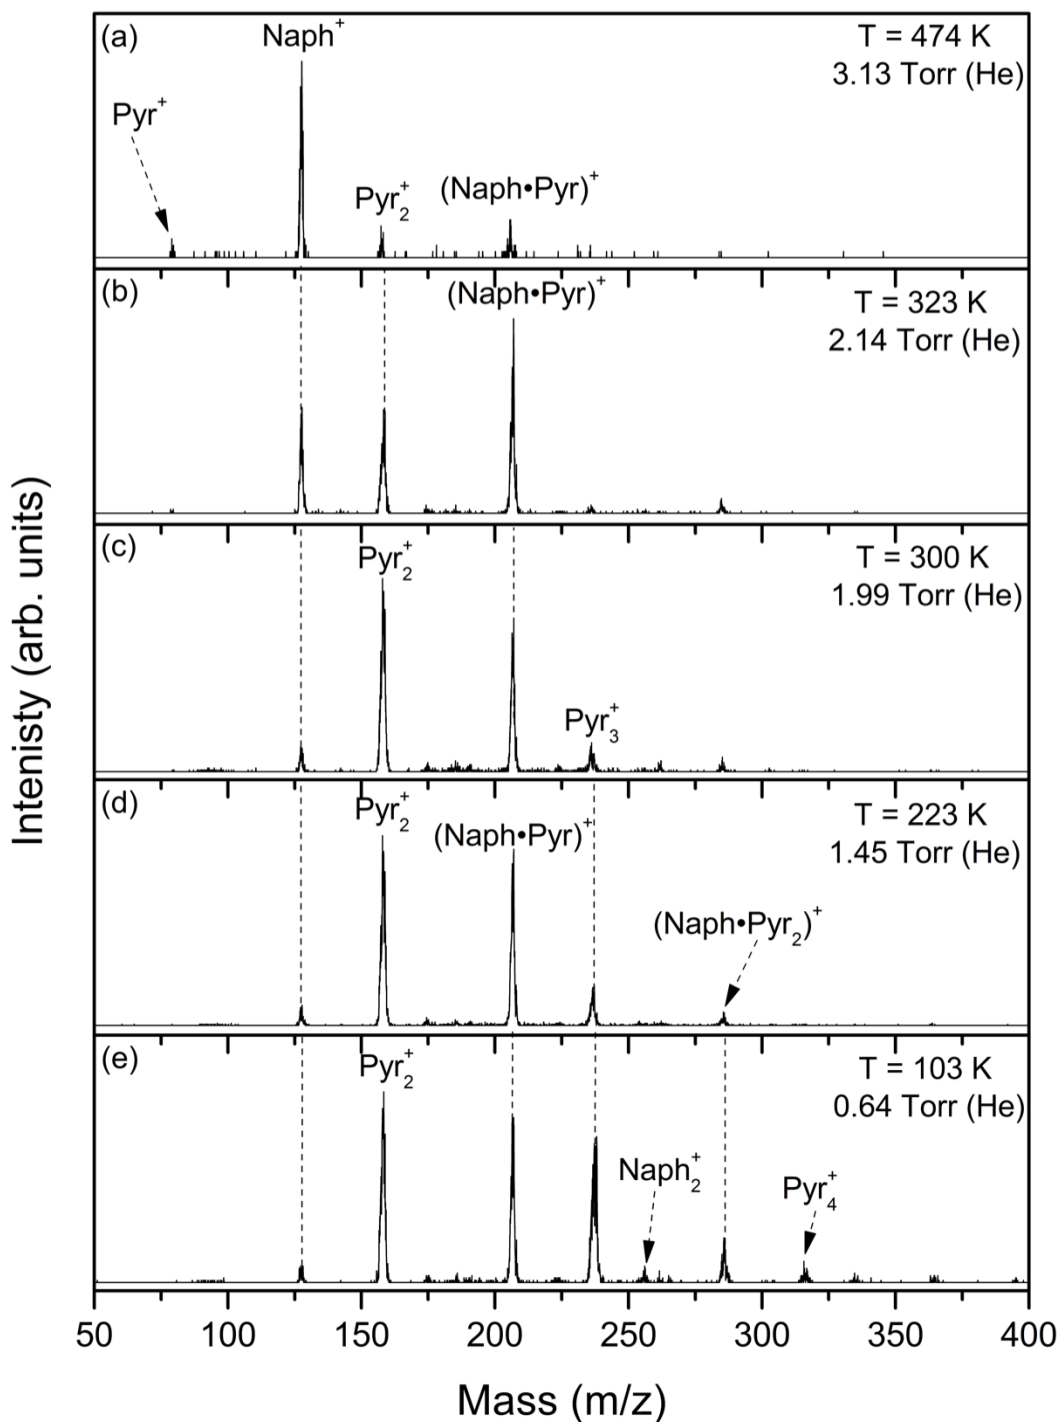 (a)
Naph⁺
T = 474 K
3.13 Torr (He)
Pyr⁺
Pyr₂⁺
(Naph•Pyr)⁺
(b)
(Naph•Pyr)⁺
T = 323 K
2.14 Torr (He)
(c)
Pyr₂⁺
T = 300 K
1.99 Torr (He)
Pyr₃⁺
(d)
Pyr₂⁺
(Naph•Pyr)⁺
T = 223 K
1.45 Torr (He)
(Naph•Pyr₂)⁺
(e)
Pyr₂⁺
T = 103 K
0.64 Torr (He)
Naph₂⁺
Pyr₄⁺
50 100 150 200 250 300 350 400
Mass (m/z)
Intenisty (arb. units)